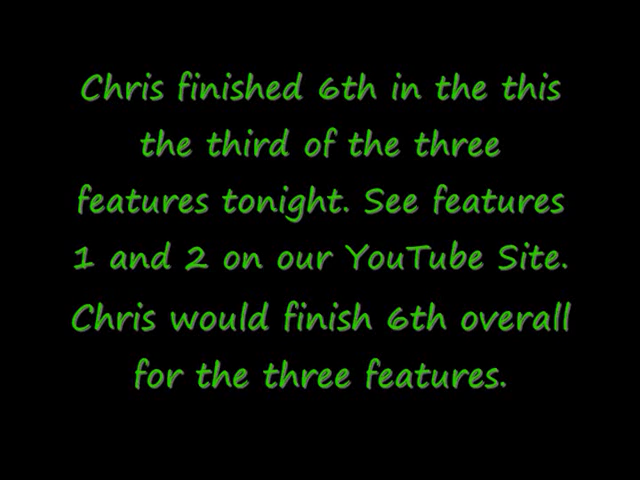 Chris finished 6th in the this
the third of the three
features tonight. See features
1 and 2 on our YouTube Site.
Chris would finish 6th overall
for the three features.